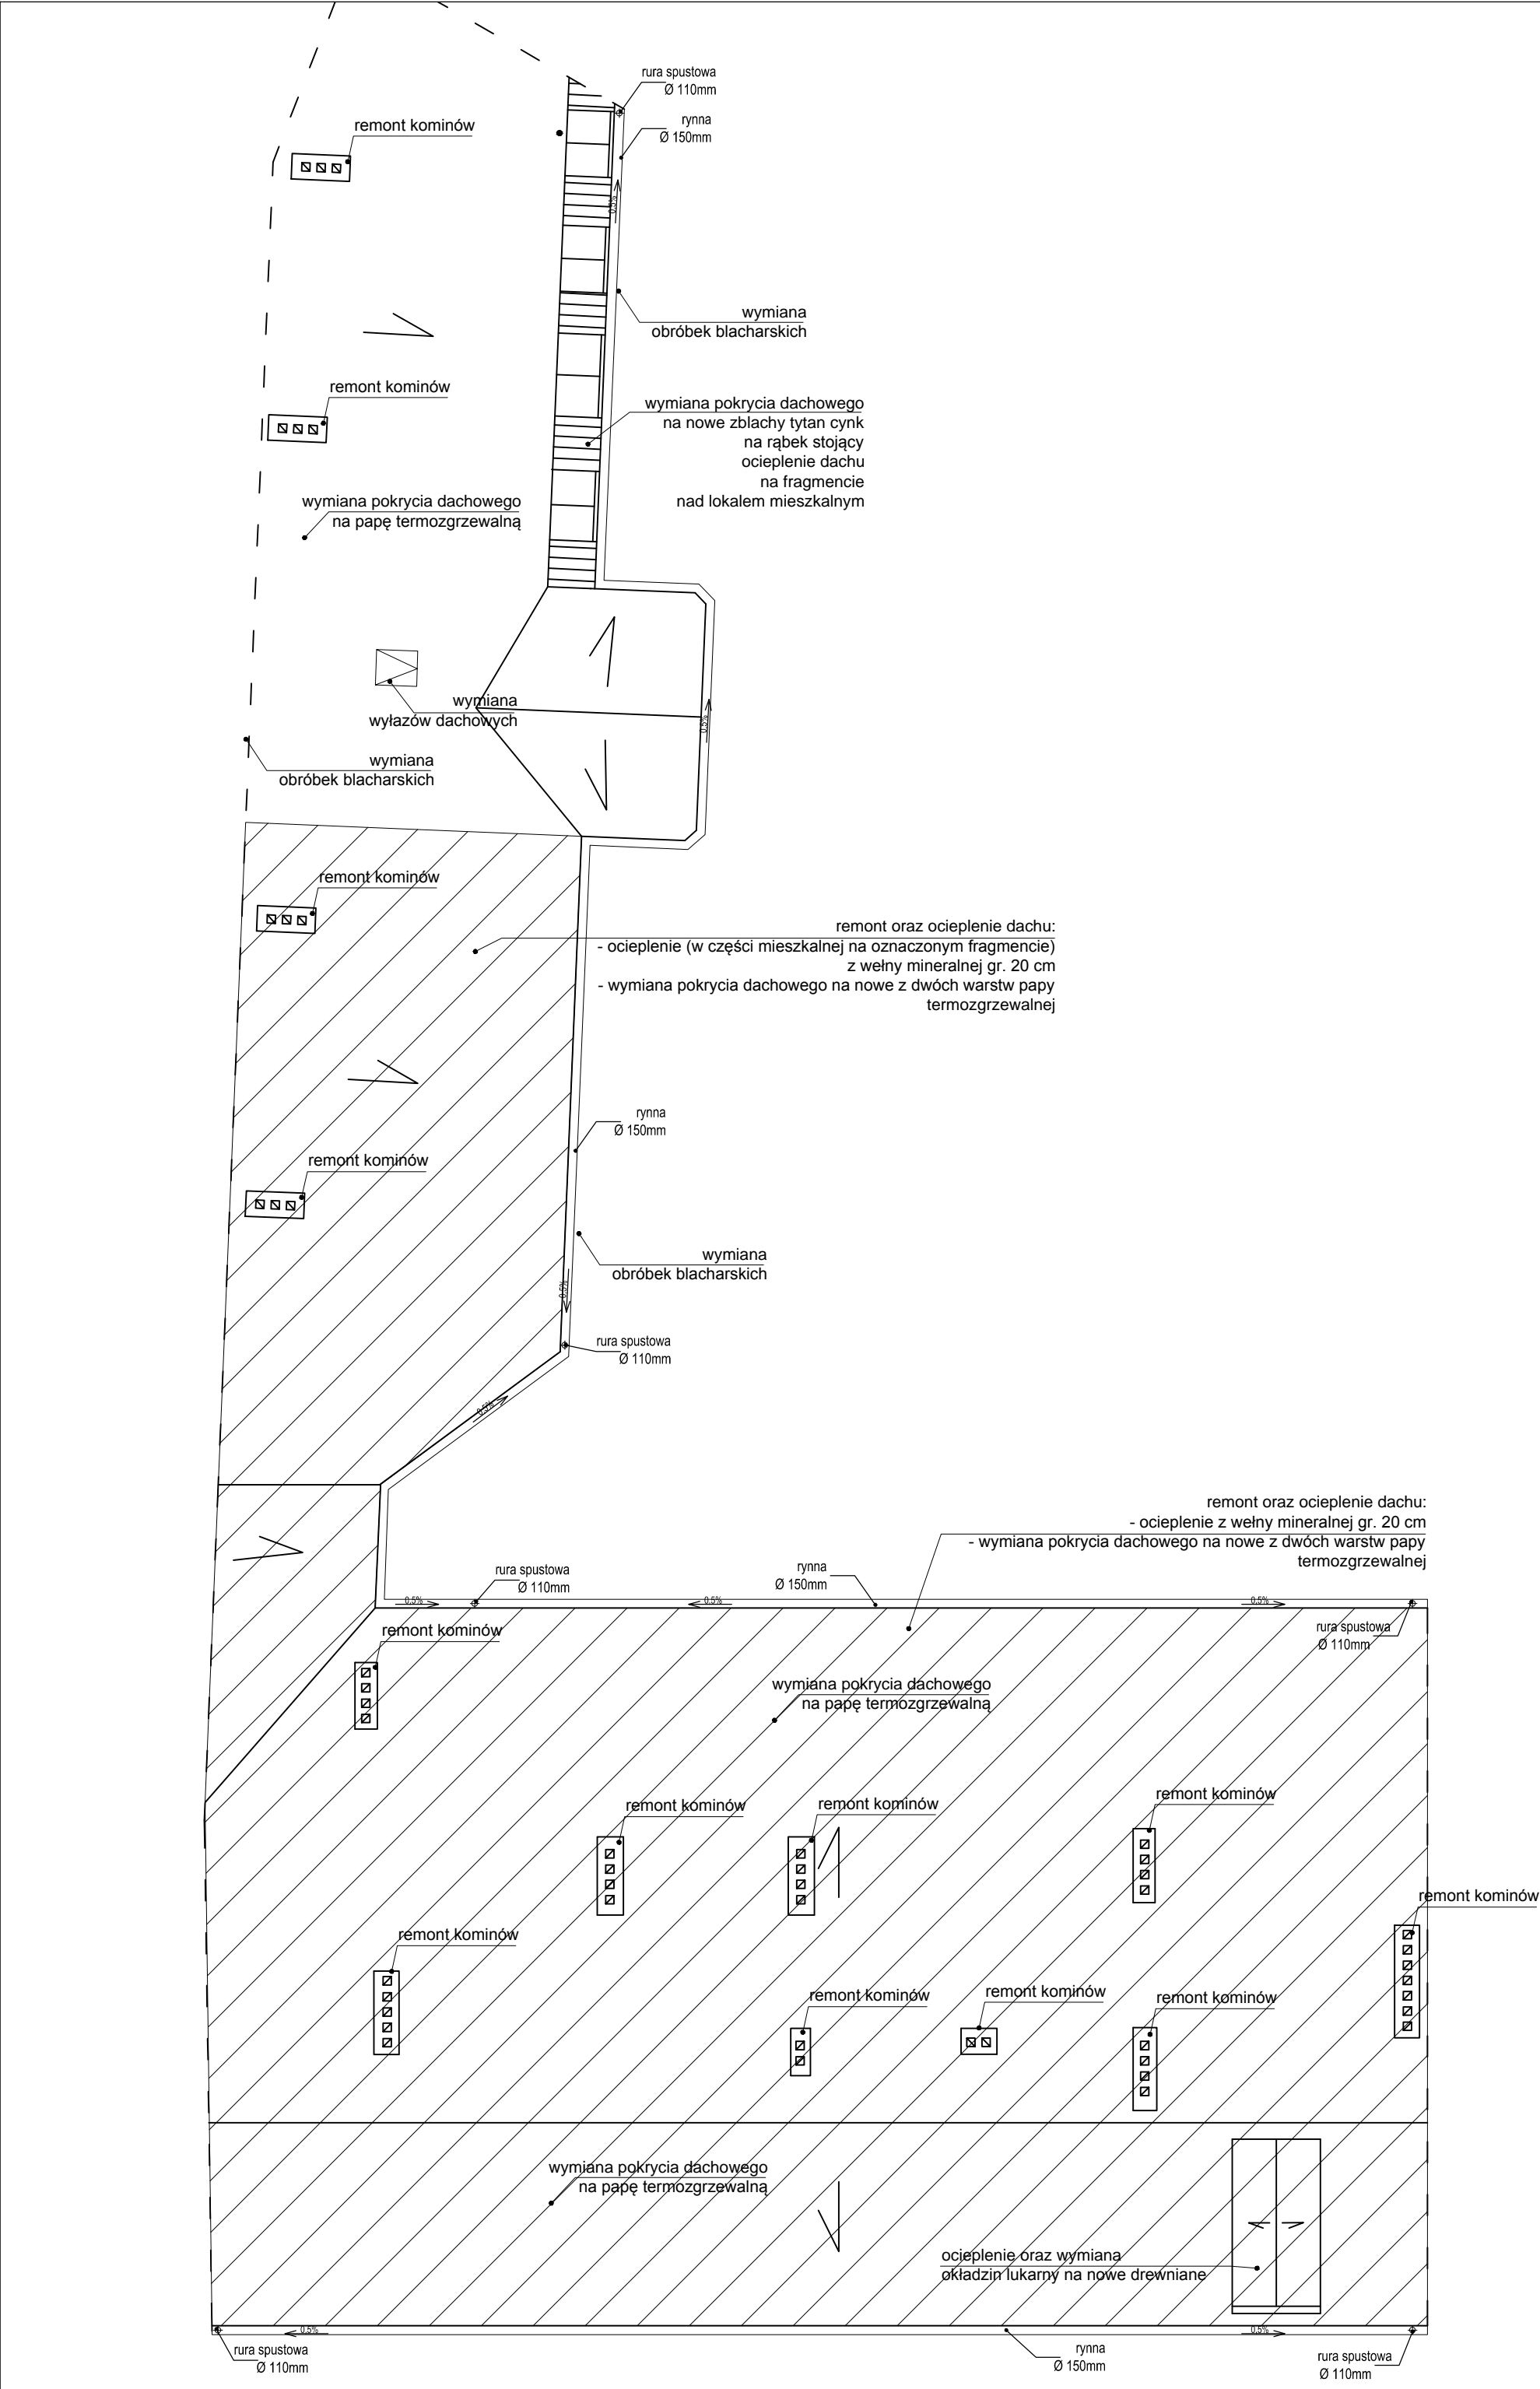 rura spustowa
Ø 110mm
remont kominów
rynna
Ø 150mm
0.5%
wymiana
obróbek blacharskich
remont kominów
wymiana pokrycia dachowego
na nowe zblachy tytan cynk
na rąbek stojący
ocieplenie dachu
na fragmencie
nad lokalem mieszkalnym
wymiana pokrycia dachowego
na papę termozgrzewalną
wymiana
wyłazów dachowych
0.5%
wymiana
obróbek blacharskich
remont kominów
remont oraz ocieplenie dachu:
- ocieplenie (w części mieszkalnej na oznaczonym fragmencie)
z wełny mineralnej gr. 20 cm
- wymiana pokrycia dachowego na nowe z dwóch warstw papy
termozgrzewalnej
rynna
Ø 150mm
remont kominów
wymiana
obróbek blacharskich
0.5%
rura spustowa
Ø 110mm
0.5%
remont oraz ocieplenie dachu:
- ocieplenie z wełny mineralnej gr. 20 cm
- wymiana pokrycia dachowego na nowe z dwóch warstw papy
termozgrzewalnej
rura spustowa
Ø 110mm
rynna
Ø 150mm
0.5%
0.5%
0.5%
rura spustowa
Ø 110mm
remont kominów
wymiana pokrycia dachowego
na papę termozgrzewalną
remont kominów
remont kominów
remont kominów
remont kominów
remont kominów
remont kominów
remont kominów
remont kominów
wymiana pokrycia dachowego
na papę termozgrzewalną
ocieplenie oraz wymiana
okładzin lukarny na nowe drewniane
0.5%
0.5%
rura spustowa
Ø 110mm
rynna
Ø 150mm
rura spustowa
Ø 110mm